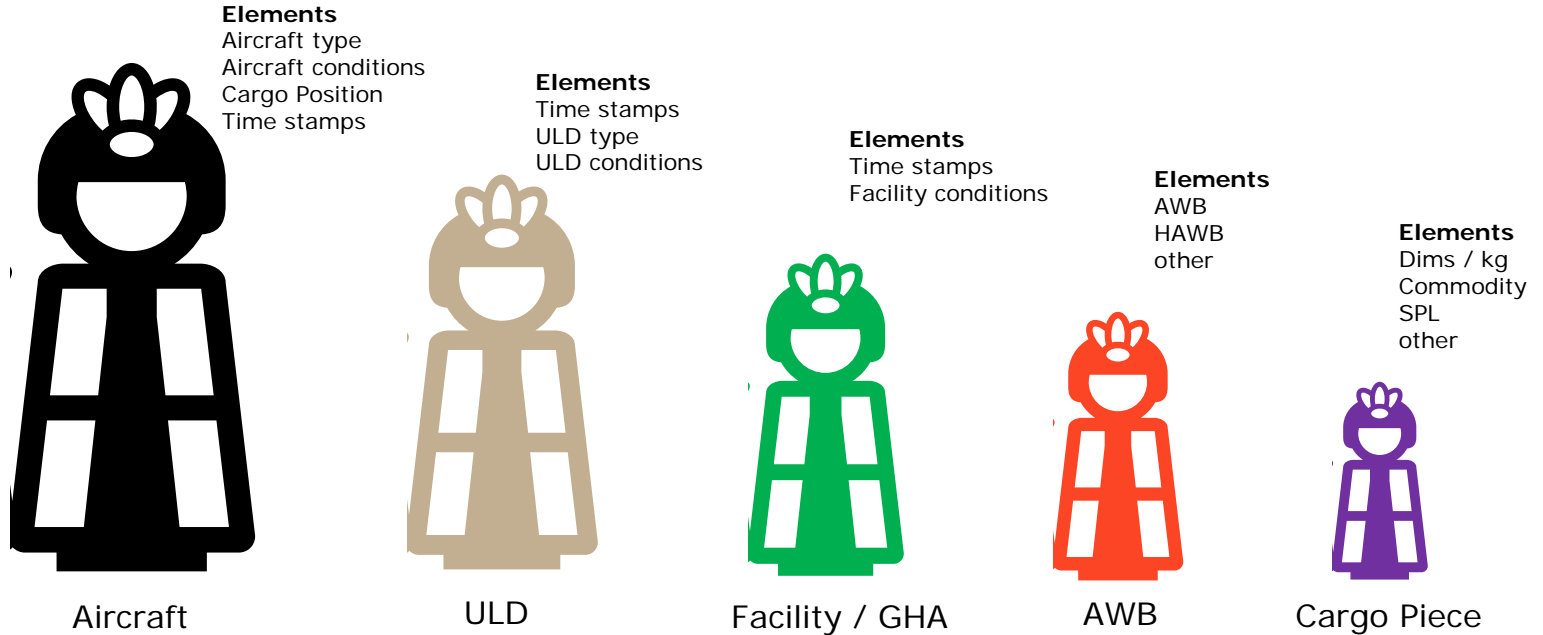 Elements
Aircraft type
Aircraft conditions
Cargo Position
Time stamps
Elements
Time stamps
ULD type
ULD conditions
Elements
Time stamps
Facility conditions
Elements
AWB
HAWB
other
Elements
Dims / kg
Commodity
SPL
other
Aircraft
ULD
Facility / GHA
AWB
Cargo Piece